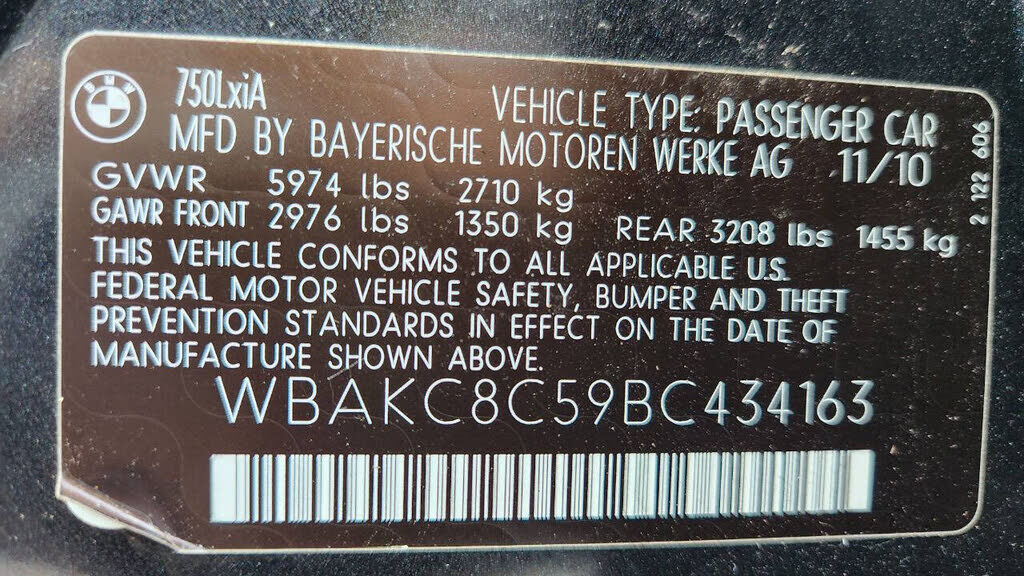 BMW
750LxiA
VEHICLE TYPE: PASSENGER CAR
MFD BY BAYERISCHE MOTOREN WERKE AG 11/10
GVWR 5974 lbs 2710 kg
GAWR FRONT 2976 lbs 1350 kg REAR 3208 lbs 1455 kg
THIS VEHICLE CONFORMS TO ALL APPLICABLE U.S.
FEDERAL MOTOR VEHICLE SAFETY, BUMPER AND THEFT
PREVENTION STANDARDS IN EFFECT ON THE DATE OF
MANUFACTURE SHOWN ABOVE.
WBAKC8C59BC434163
2 122 606